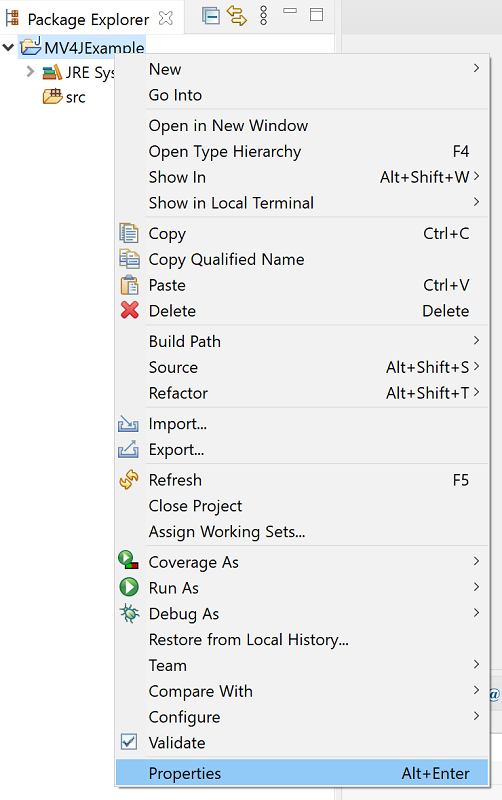 Package Explorer
MV4JExample
JRE Sys
src
New
Go Into
Open in New Window
Open Type Hierarchy F4
Show In Alt+Shift+W
Show in Local Terminal
Copy Ctrl+C
Copy Qualified Name
Paste Ctrl+V
Delete Delete
Build Path
Source Alt+Shift+S
Refactor Alt+Shift+T
Import...
Export...
Refresh F5
Close Project
Assign Working Sets...
Coverage As
Run As
Debug As
Restore from Local History...
Team
Compare With
Configure
Validate
Properties Alt+Enter
@